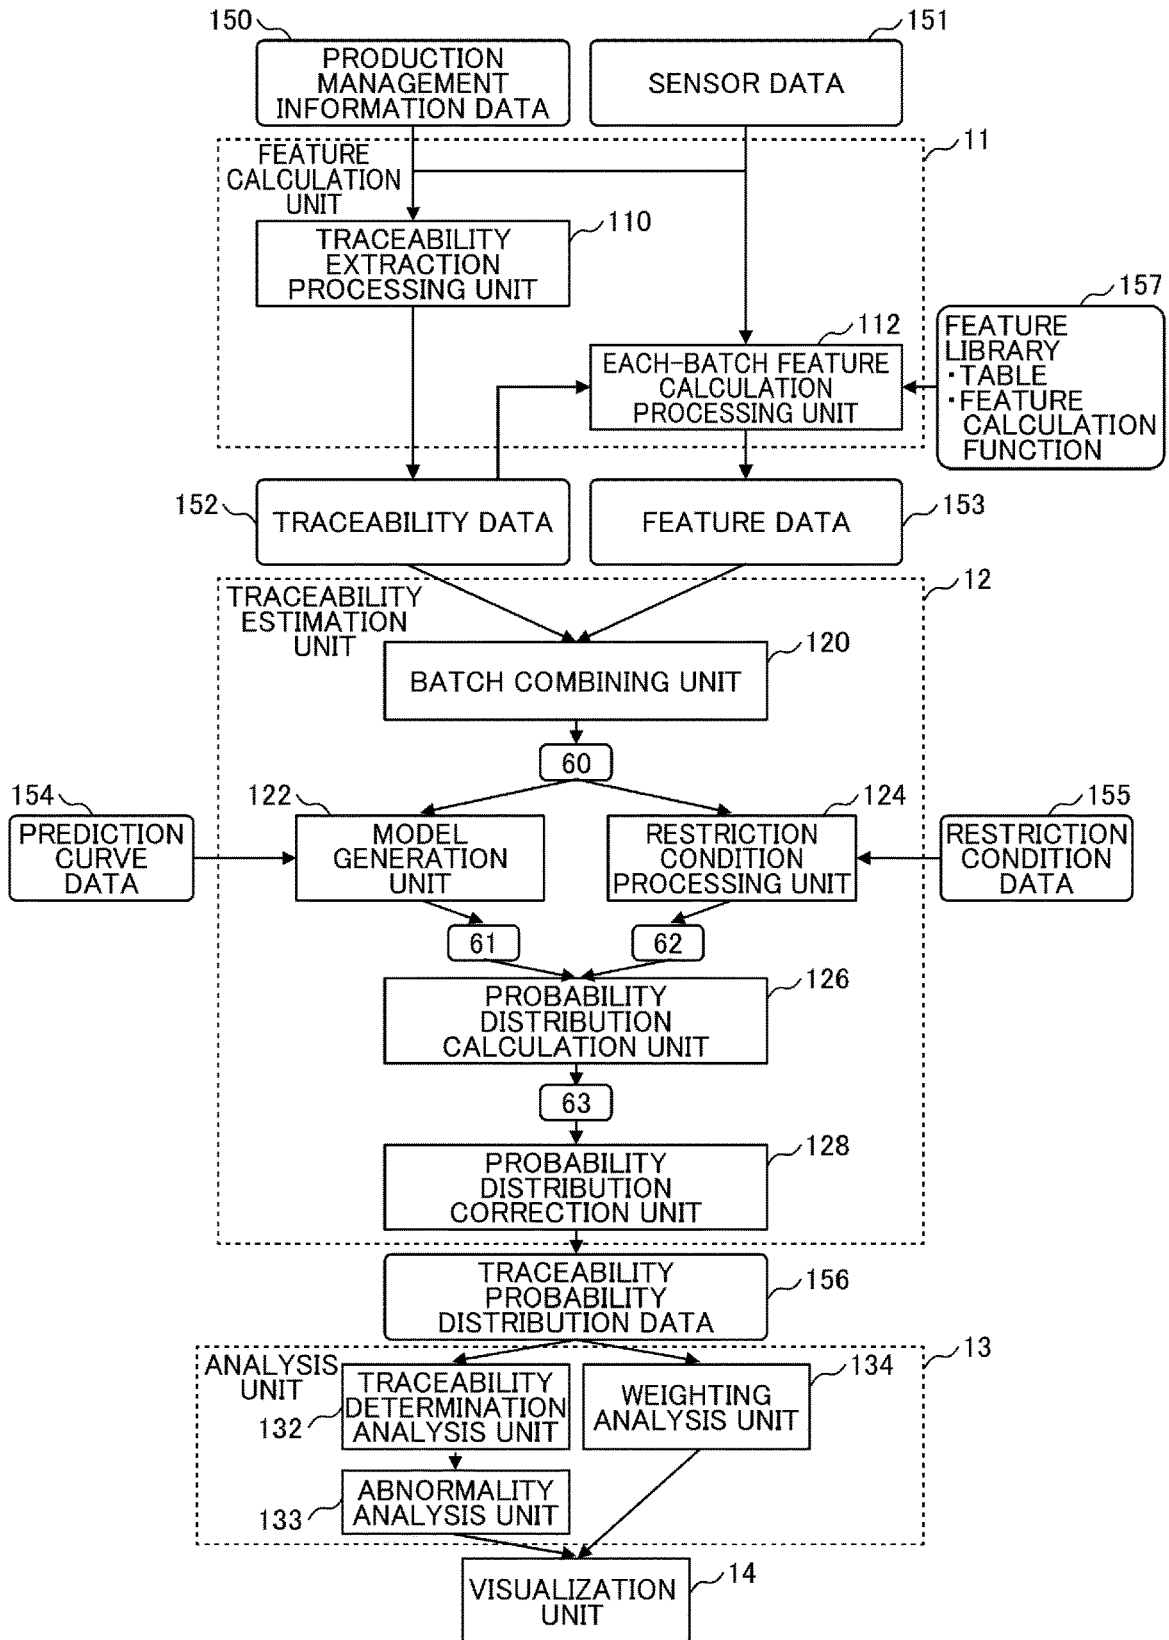 150
PRODUCTION
MANAGEMENT
INFORMATION DATA
151
SENSOR DATA
11
FEATURE
CALCULATION
UNIT
110
TRACEABILITY
EXTRACTION
PROCESSING UNIT
112
EACH-BATCH FEATURE
CALCULATION
PROCESSING UNIT
157
FEATURE
LIBRARY
・TABLE
・FEATURE
CALCULATION
FUNCTION
152
TRACEABILITY DATA
FEATURE DATA
153
12
TRACEABILITY
ESTIMATION
UNIT
120
BATCH COMBINING UNIT
60
154
PREDICTION
CURVE
DATA
122
MODEL
GENERATION
UNIT
124
RESTRICTION
CONDITION
PROCESSING UNIT
155
RESTRICTION
CONDITION
DATA
61
62
126
PROBABILITY
DISTRIBUTION
CALCULATION UNIT
63
128
PROBABILITY
DISTRIBUTION
CORRECTION UNIT
TRACEABILITY
PROBABILITY
DISTRIBUTION DATA
156
13
ANALYSIS
UNIT
132
TRACEABILITY
DETERMINATION
ANALYSIS UNIT
134
WEIGHTING
ANALYSIS UNIT
133
ABNORMALITY
ANALYSIS UNIT
14
VISUALIZATION
UNIT